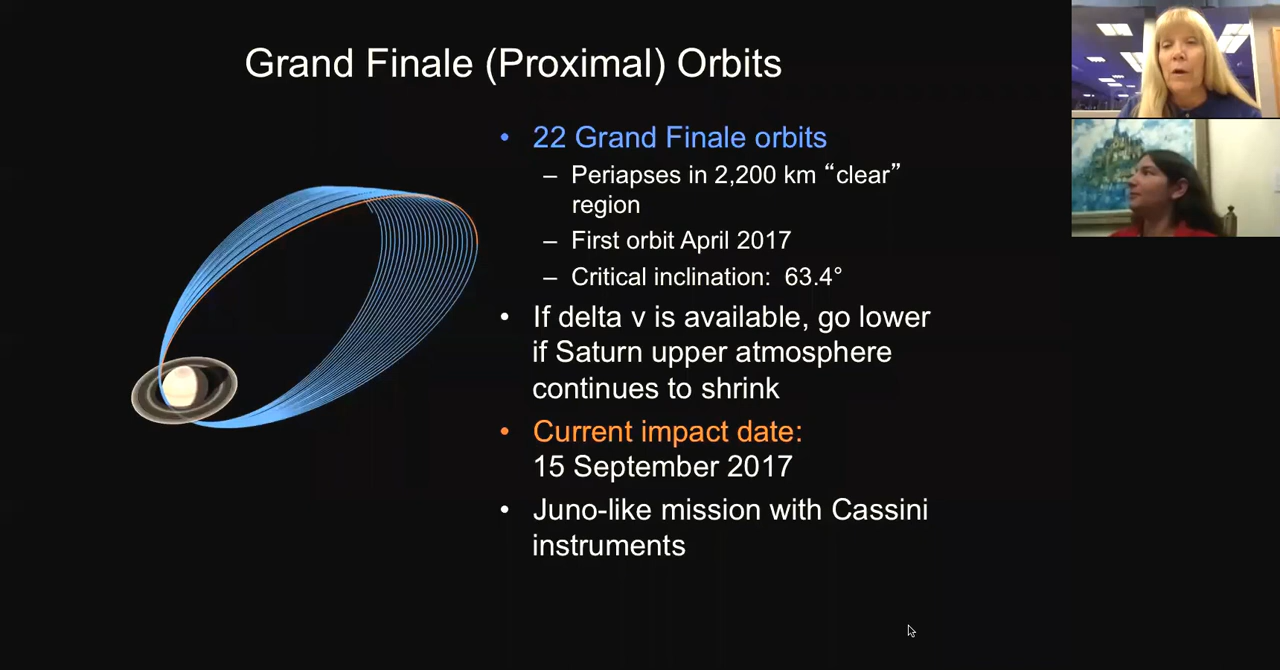 Grand Finale (Proximal) Orbits
• 22 Grand Finale orbits
– Periapses in 2,200 km “clear”
region
– First orbit April 2017
– Critical inclination: 63.4°
• If delta v is available, go lower
if Saturn upper atmosphere
continues to shrink
• Current impact date:
15 September 2017
• Juno-like mission with Cassini
instruments